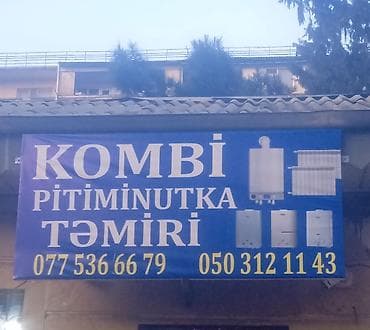 KOMBİ
PİTİMİNUTKA
TƏMİRİ
077 536 66 79 050 312 11 43